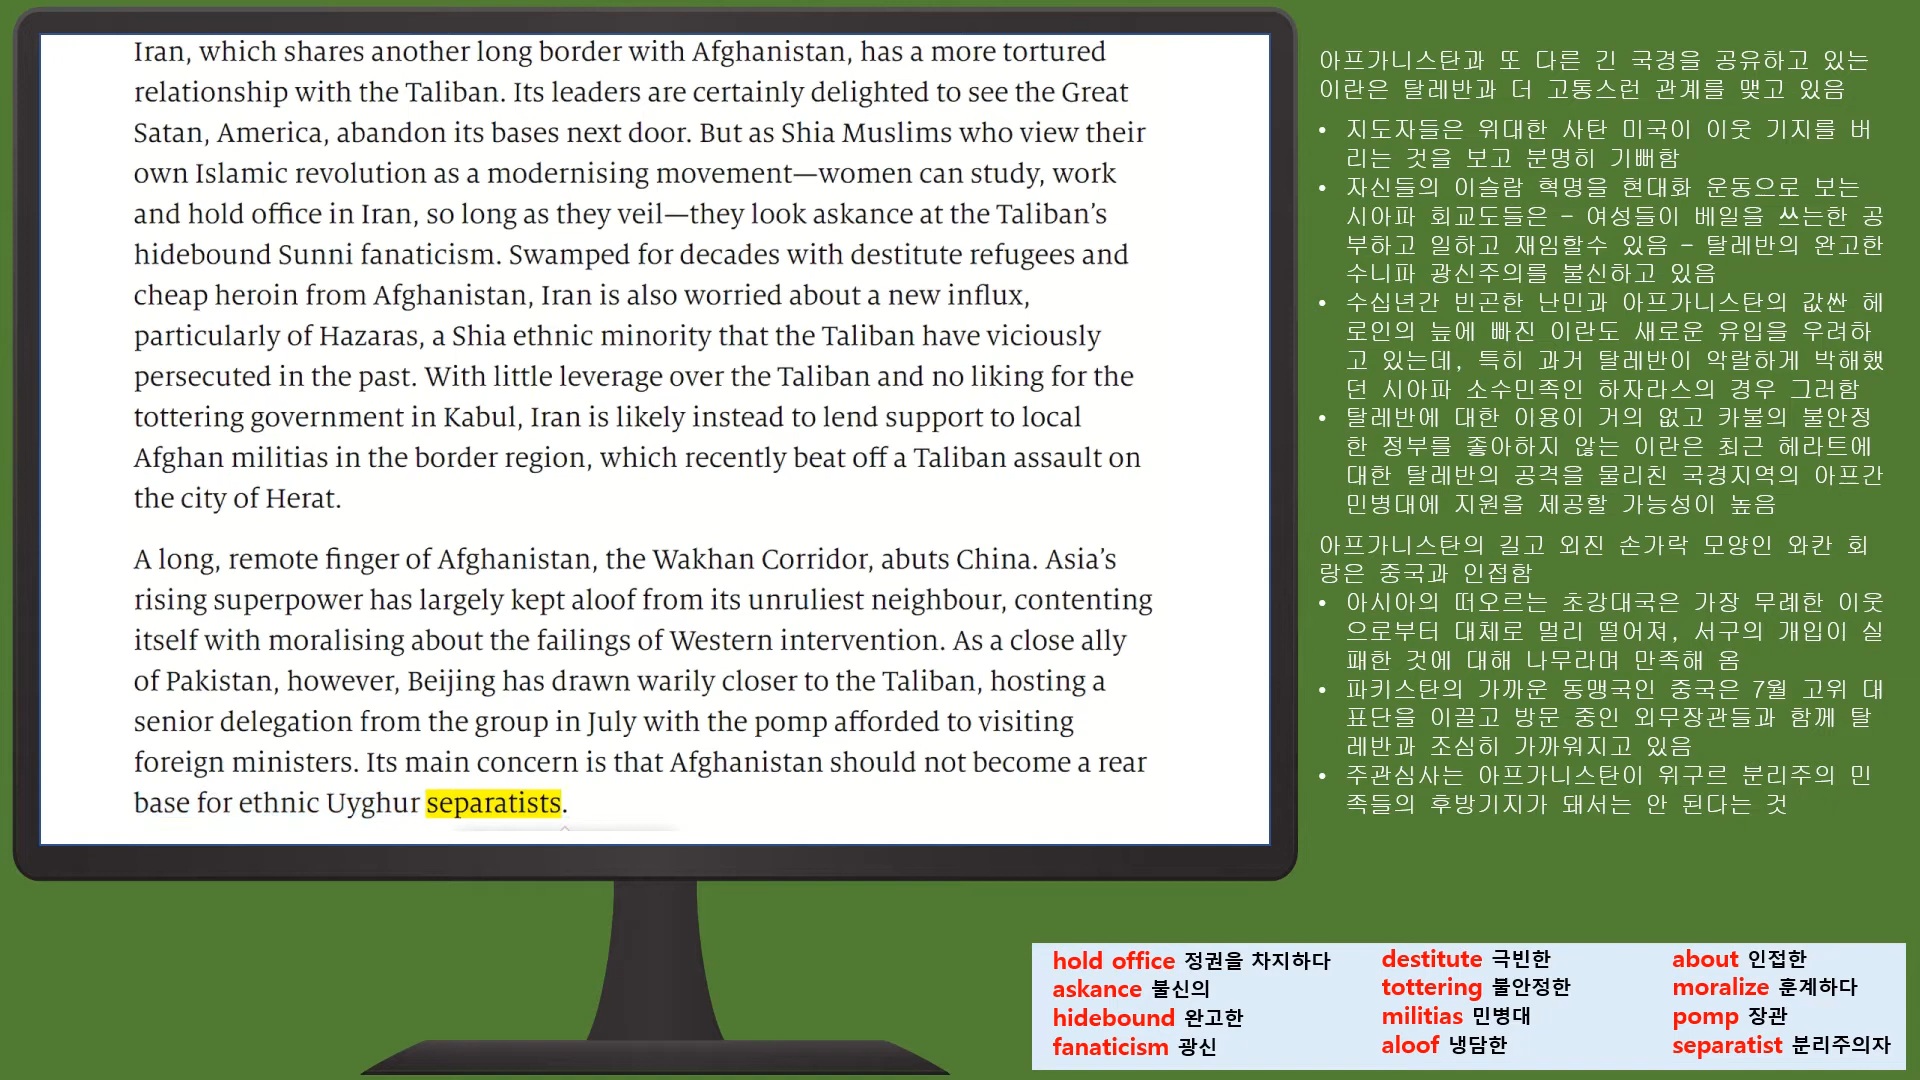 Iran, which shares another long border with Afghanistan, has a more tortured
relationship with the Taliban. Its leaders are certainly delighted to see the Great
Satan, America, abandon its bases next door. But as Shia Muslims who view their
own Islamic revolution as a modernising movement—women can study, work
and hold office in Iran, so long as they veil—they look askance at the Taliban’s
hidebound Sunni fanaticism. Swamped for decades with destitute refugees and
cheap heroin from Afghanistan, Iran is also worried about a new influx,
particularly of Hazaras, a Shia ethnic minority that the Taliban have viciously
persecuted in the past. With little leverage over the Taliban and no liking for the
tottering government in Kabul, Iran is likely instead to lend support to local
Afghan militias in the border region, which recently beat off a Taliban assault on
the city of Herat.
A long, remote finger of Afghanistan, the Wakhan Corridor, abuts China. Asia’s
rising superpower has largely kept aloof from its unruliest neighbour, contenting
itself with moralising about the failings of Western intervention. As a close ally
of Pakistan, however, Beijing has drawn warily closer to the Taliban, hosting a
senior delegation from the group in July with the pomp afforded to visiting
foreign ministers. Its main concern is that Afghanistan should not become a rear
base for ethnic Uyghur separatists.
아프가니스탄과 또 다른 긴 국경을 공유하고 있는
이란은 탈레반과 더 고통스런 관계를 맺고 있음
• 지도자들은 위대한 사탄 미국이 이웃 기지를 버
리는 것을 보고 분명히 기뻐함
• 자신들의 이슬람 혁명을 현대화 운동으로 보는
시아파 회교도들은 – 여성들이 베일을 쓰는한 공
부하고 일하고 재임할수 있음 – 탈레반의 완고한
수니파 광신주의를 불신하고 있음
• 수십년간 빈곤한 난민과 아프가니스탄의 값싼 헤
로인의 늪에 빠진 이란도 새로운 유입을 우려하
고 있는데, 특히 과거 탈레반이 악랄하게 박해했
던 시아파 소수민족인 하자라스의 경우 그러함
• 탈레반에 대한 이용이 거의 없고 카불의 불안정
한 정부를 좋아하지 않는 이란은 최근 헤라트에
대한 탈레반의 공격을 물리친 국경지역의 아프간
민병대에 지원을 제공할 가능성이 높음
아프가니스탄의 길고 외진 손가락 모양인 와칸 회
랑은 중국과 인접함
• 아시아의 떠오르는 초강대국은 가장 무례한 이웃
으로부터 대체로 멀리 떨어져, 서구의 개입이 실
패한 것에 대해 나무라며 만족해 옴
• 파키스탄의 가까운 동맹국인 중국은 7월 고위 대
표단을 이끌고 방문 중인 외무장관들과 함께 탈
레반과 조심히 가까워지고 있음
• 주관심사는 아프가니스탄이 위구르 분리주의 민
족들의 후방기지가 돼서는 안 된다는 것
hold office 정권을 차지하다
askance 불신의
hidebound 완고한
fanaticism 광신
destitute 극빈한
tottering 불안정한
militias 민병대
aloof 냉담한
about 인접한
moralize 훈계하다
pomp 장관
separatist 분리주의자